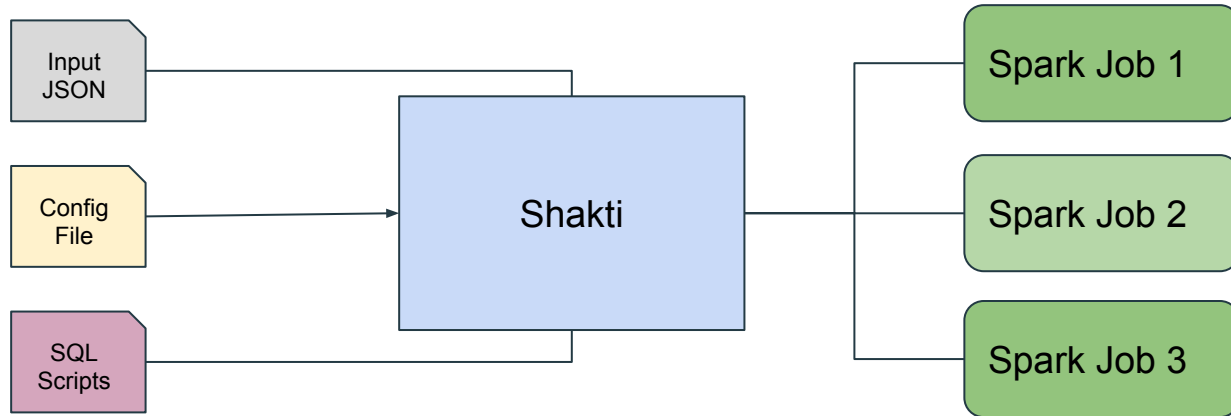 Input
JSON
Config
File
SQL
Scripts
Shakti
Spark Job 1
Spark Job 2
Spark Job 3